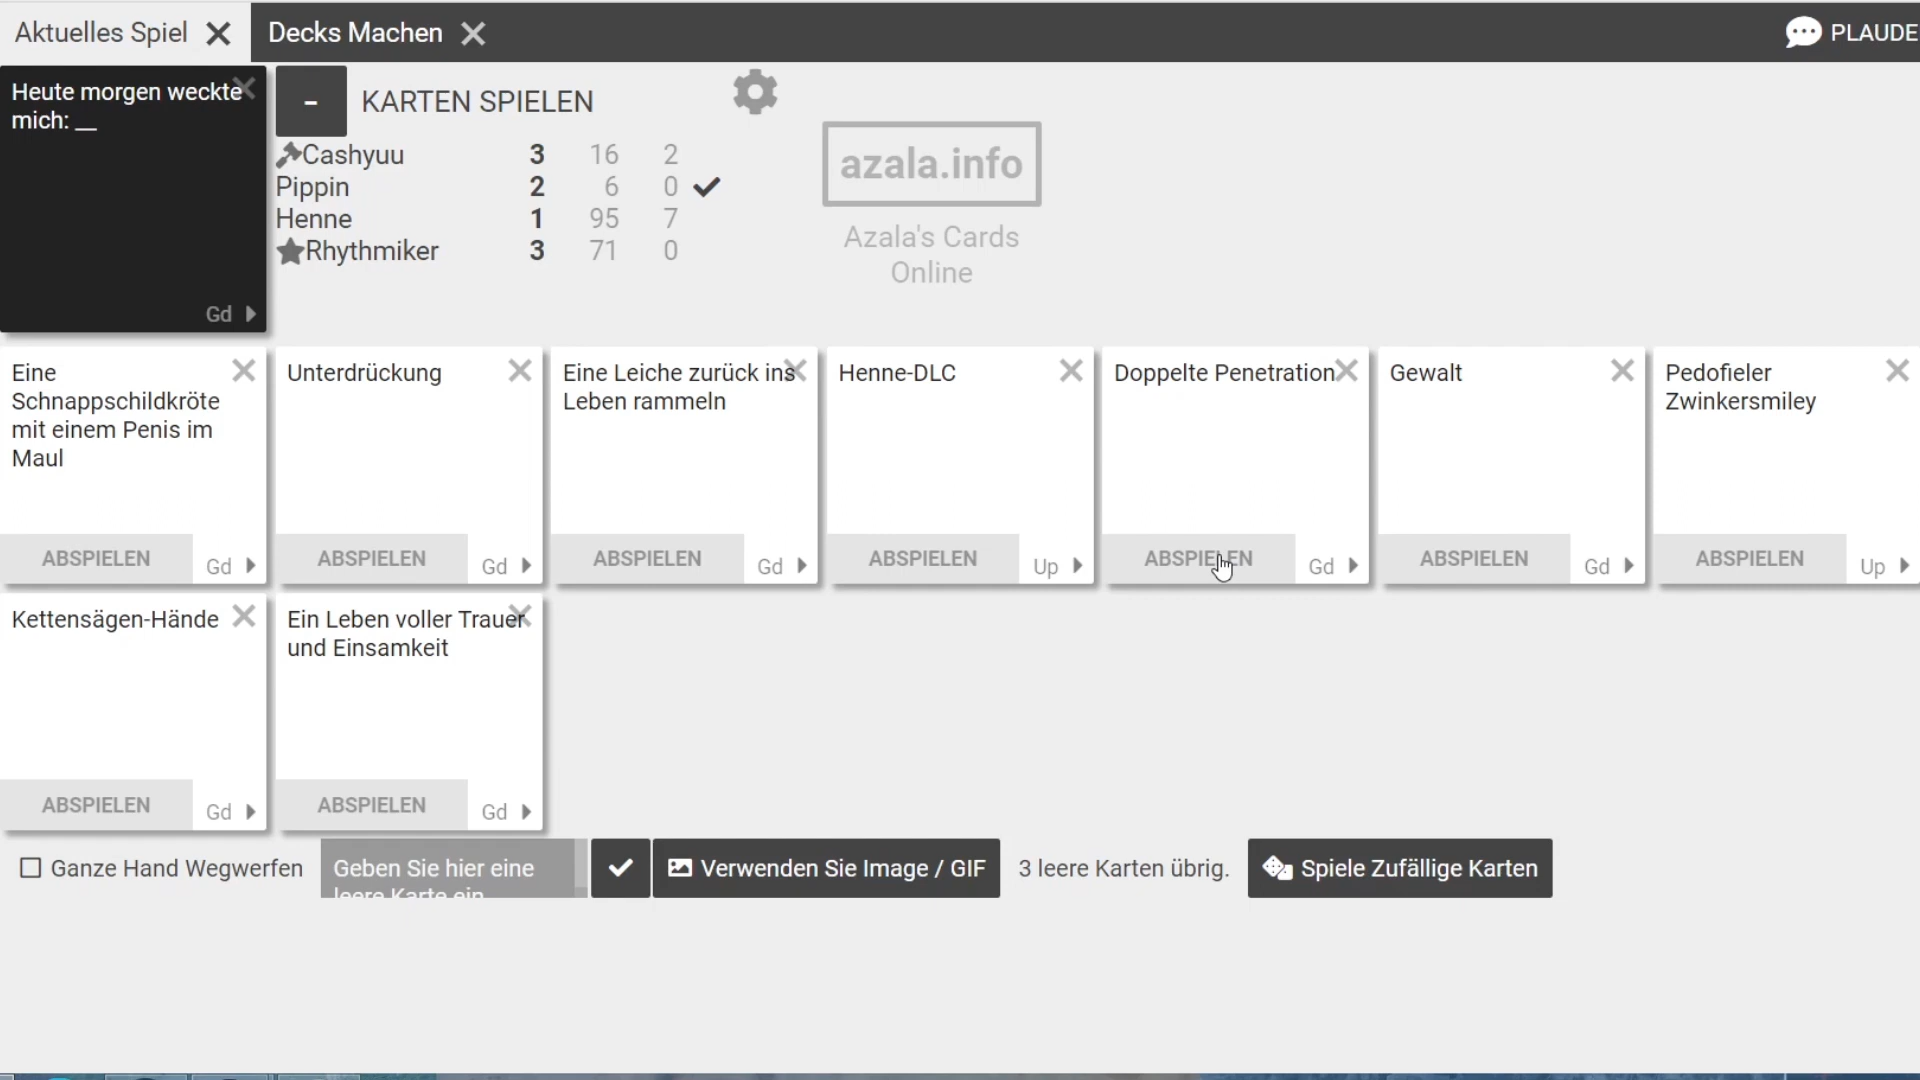 Aktuelles Spiel
Decks Machen
PLAUDE
Heute morgen weckte
mich: __
Gd
-
KARTEN SPIELEN
Cashyuu 3 16 2
Pippin 2 6 0
Henne 1 95 7
Rhythmiker 3 71 0
azala.info
Azala's Cards
Online
Eine
Schnappschildkröte
mit einem Penis im
Maul
ABSPIELEN
Gd
Unterdrückung
ABSPIELEN
Gd
Eine Leiche zurück ins
Leben rammeln
ABSPIELEN
Gd
Henne-DLC
ABSPIELEN
Up
Doppelte Penetration
ABSPIELEN
Gd
Gewalt
ABSPIELEN
Gd
Pedofieler
Zwinkersmiley
ABSPIELEN
Up
Kettensägen-Hände
ABSPIELEN
Gd
Ein Leben voller Trauer
und Einsamkeit
ABSPIELEN
Gd
Ganze Hand Wegwerfen
Geben Sie hier eine
leere Karte ein
Verwenden Sie Image / GIF
3 leere Karten übrig.
Spiele Zufällige Karten